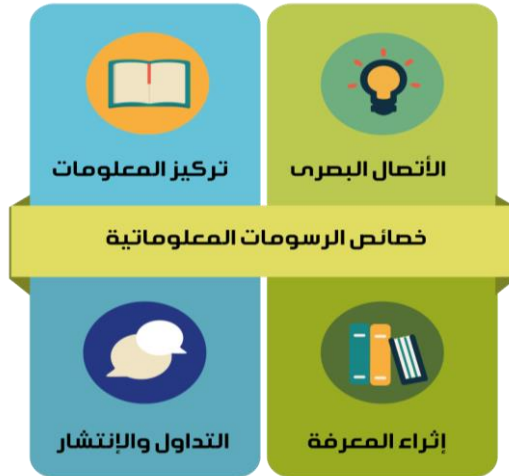 الأتصال البصرى
تركيز المعلومات
خصائص الرسومات المعلوماتية
إثراء المعرفة
التداول والإنتشار